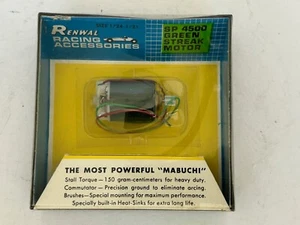 RENWAL
RACING
ACCESSORIES
SP 4500
GREEN
STREAK
MOTOR
THE MOST POWERFUL "MABUCHI"
Stall Torque—150 gram-centimeters for heavy duty.
Commutator—Precision ground to eliminate arcing.
Brushes—Special mounting for maximum performance.
Specially built-in Heat-Sinks for extra long life.